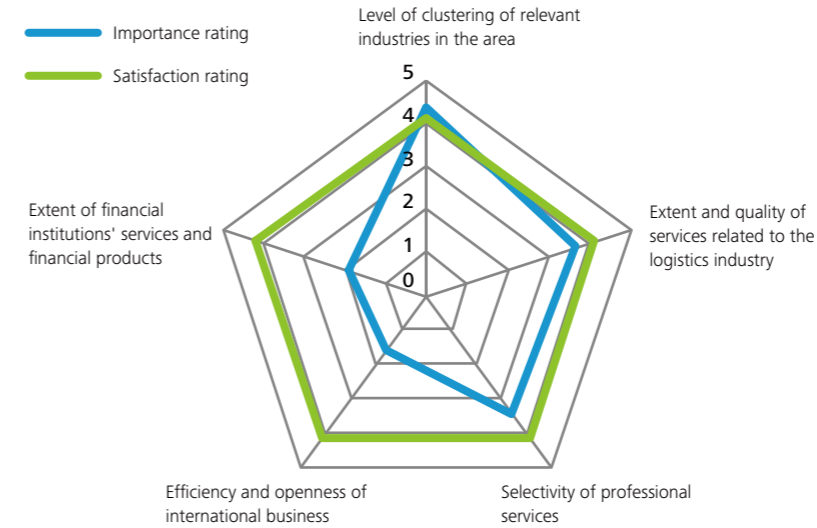 Importance rating
Satisfaction rating
Level of clustering of relevant
industries in the area
5
4
3
2
1
0
Extent of financial
institutions' services and
financial products
Extent and quality of
services related to the
logistics industry
Efficiency and openness of
international business
Selectivity of professional
services